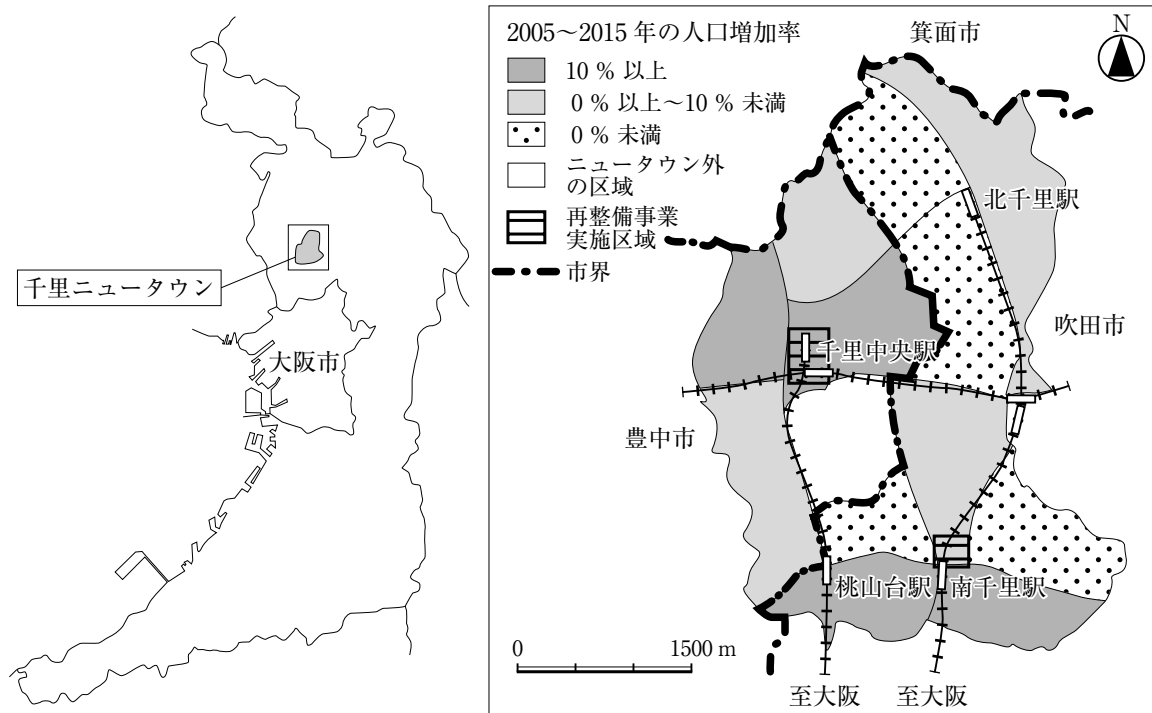 千里ニュータウン
大阪市
2005～2015 年の人口増加率
10 % 以上
0 % 以上～10 % 未満
0 % 未満
ニュータウン外
の区域
再整備事業
実施区域
市界
箕面市
N
北千里駅
吹田市
千里中央駅
豊中市
桃山台駅
南千里駅
0
1500 m
至大阪
至大阪